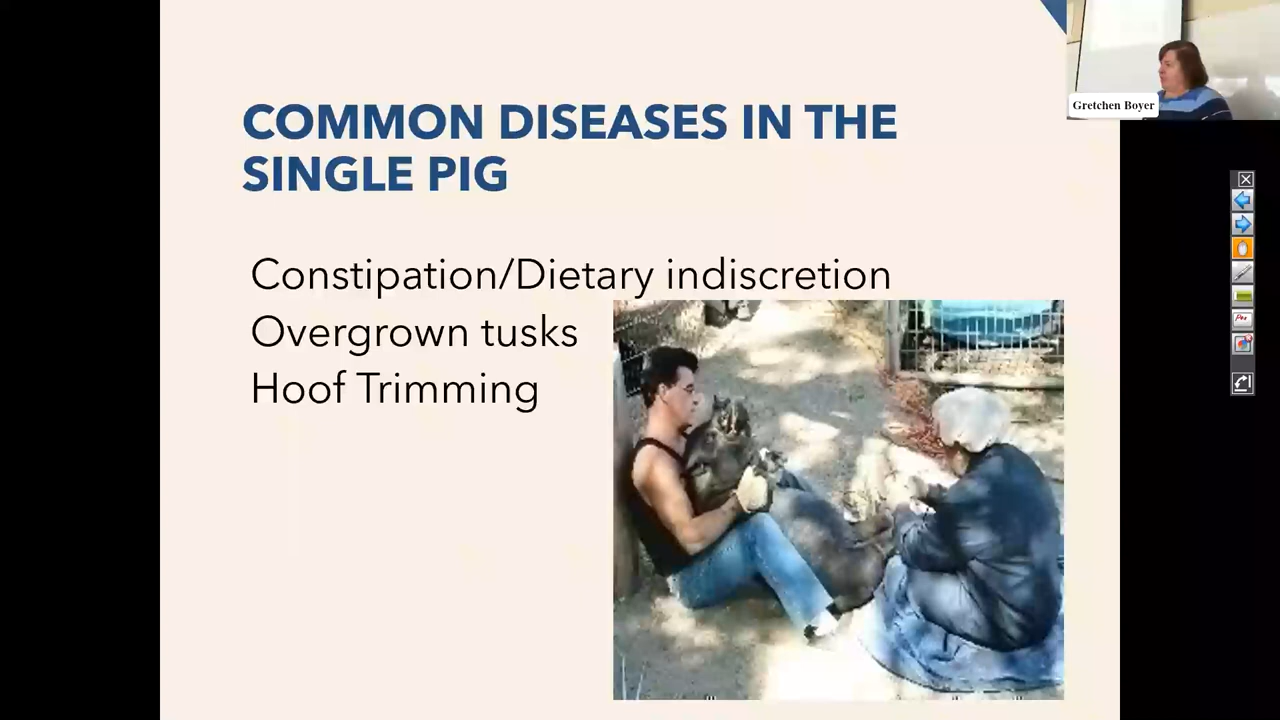 COMMON DISEASES IN THE
SINGLE PIG
Gretchen Boyer
Constipation/Dietary indiscretion
Overgrown tusks
Hoof Trimming